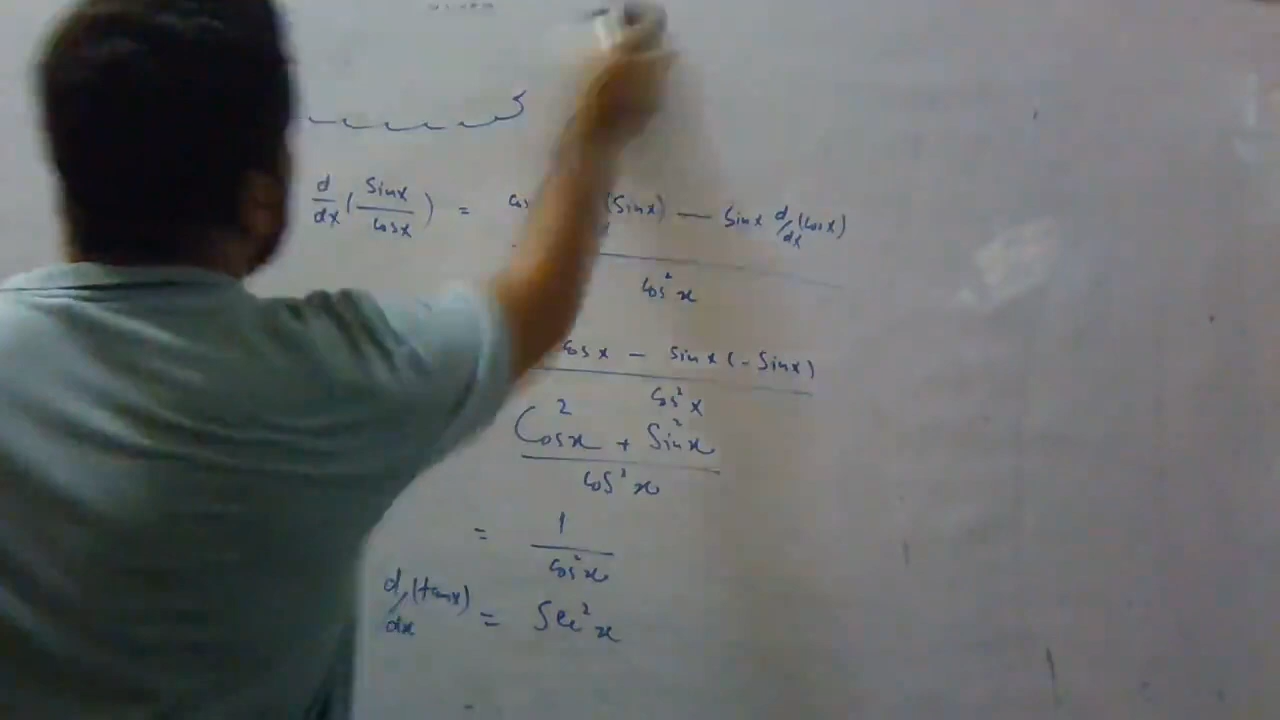 d/dx (Sinx/Cosx) = Cos (Sinx) — Sinx d/dx (Cosx)
Cos²x
Cosx - Sinx (-Sinx)
Cos²x
Cos²x + Sin²x
Cos²x
= 1
Cos²x
d/dx (tanx) = Sec²x